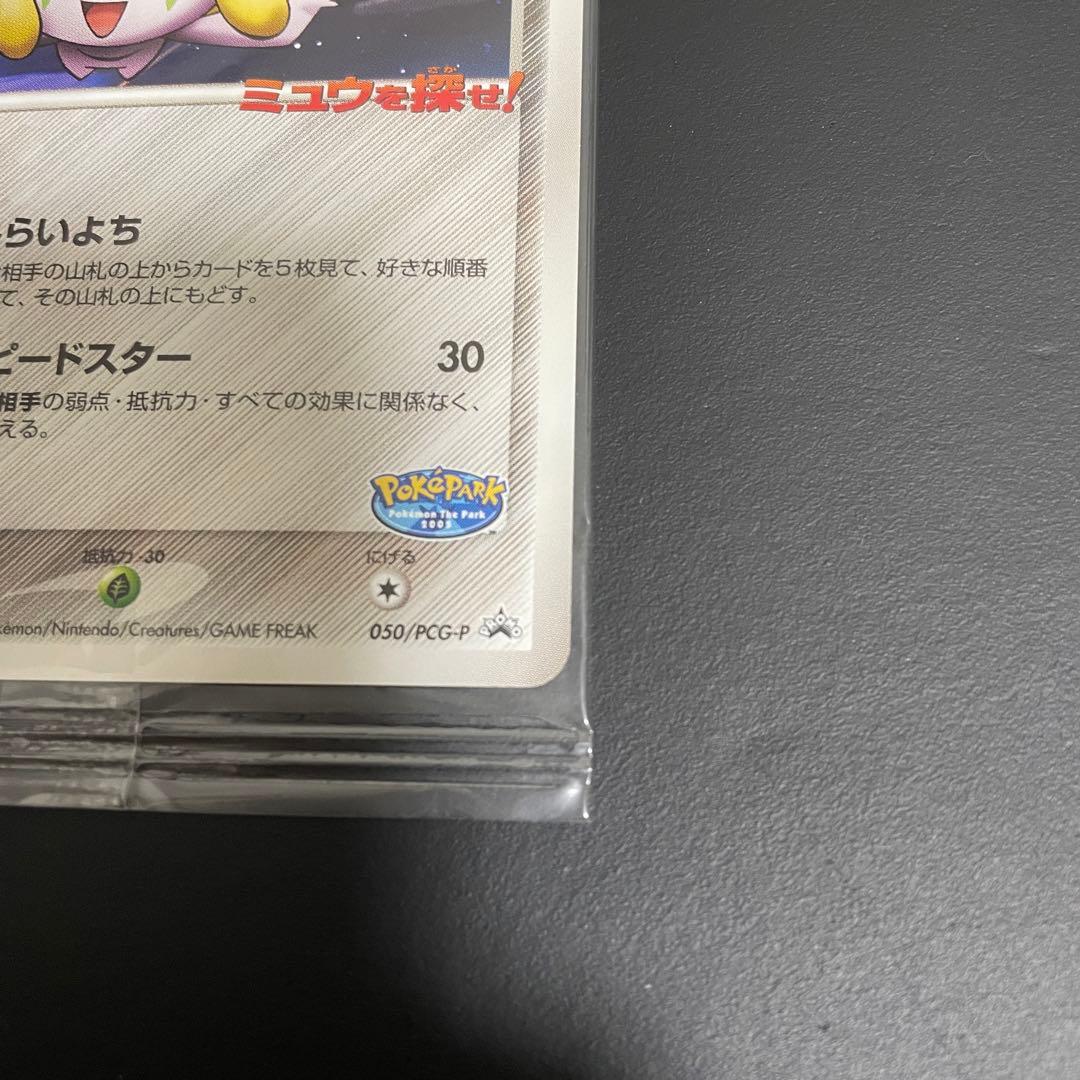 ミュウを探せ!
さが
らいよち
相手の山札の上からカードを5枚見て、好きな順番
て、その山札の上にもどす。
ピードスター 30
相手の弱点・抵抗力・すべての効果に関係なく、
える。
POKéPARK
Pokémon The Park
2005
抵抗力 -30 にげる
kémon/Nintendo/Creatures/GAME FREAK 050/PCG-P PROMO